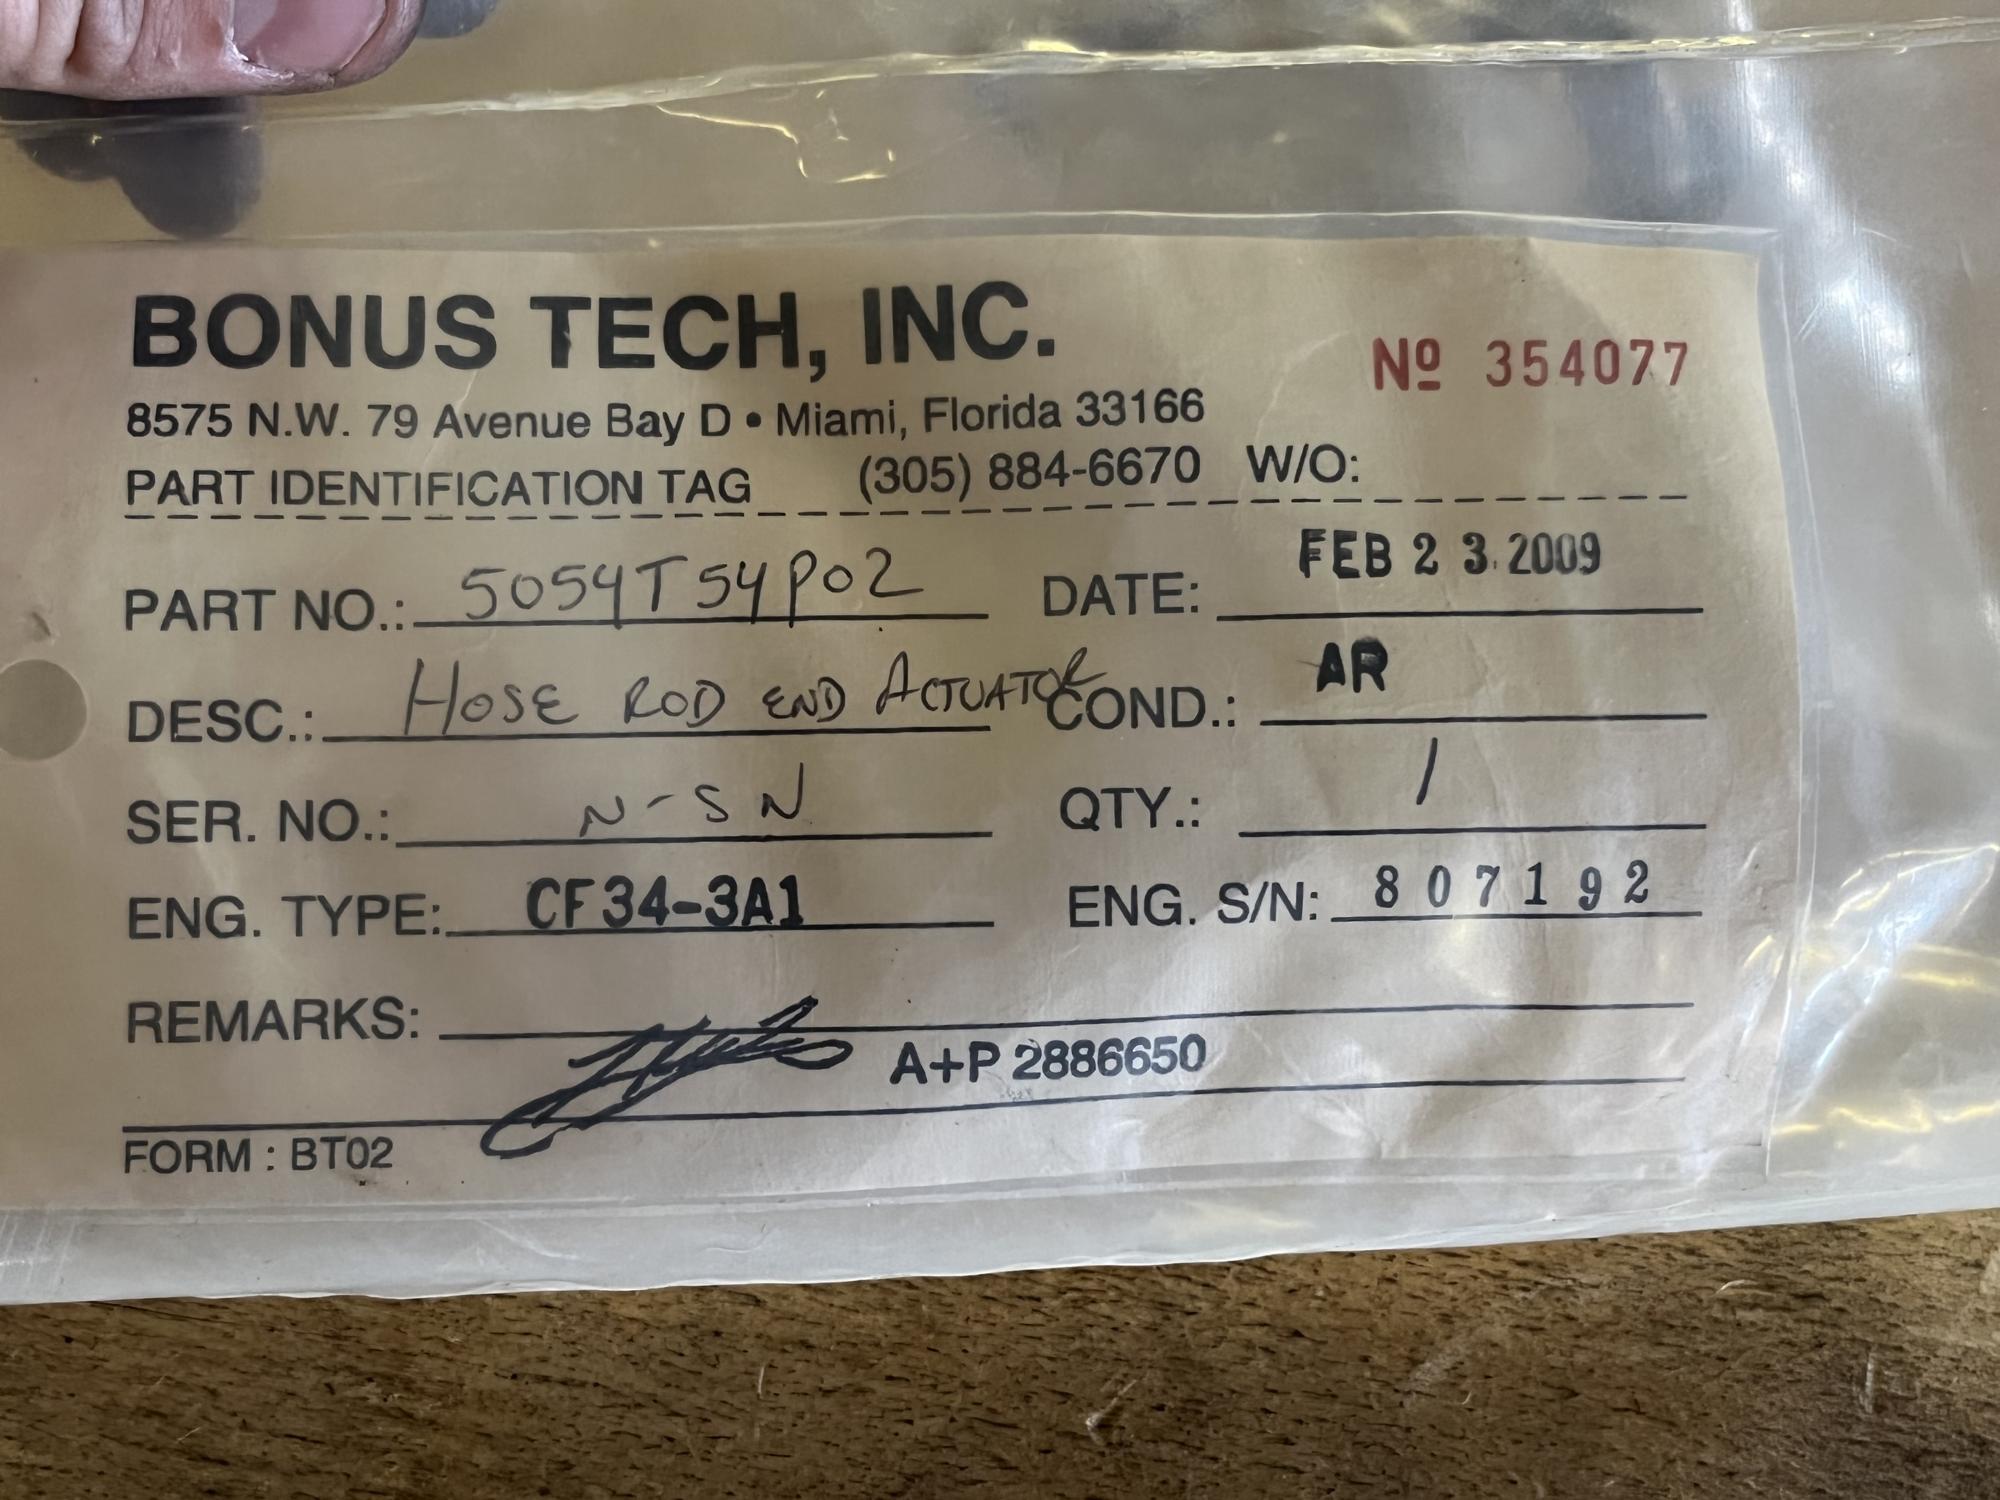 BONUS TECH, INC.
Nº 354077
8575 N.W. 79 Avenue Bay D • Miami, Florida 33166
PART IDENTIFICATION TAG (305) 884-6670 W/O:
PART NO.: 5054T54P02 DATE: FEB 23.2009
DESC.: HOSE ROD END ACTUATOR COND.: AR
SER. NO.: N-SN QTY.: 1
ENG. TYPE: CF34-3A1 ENG. S/N: 807192
REMARKS:
A+P 2886650
FORM : BT02